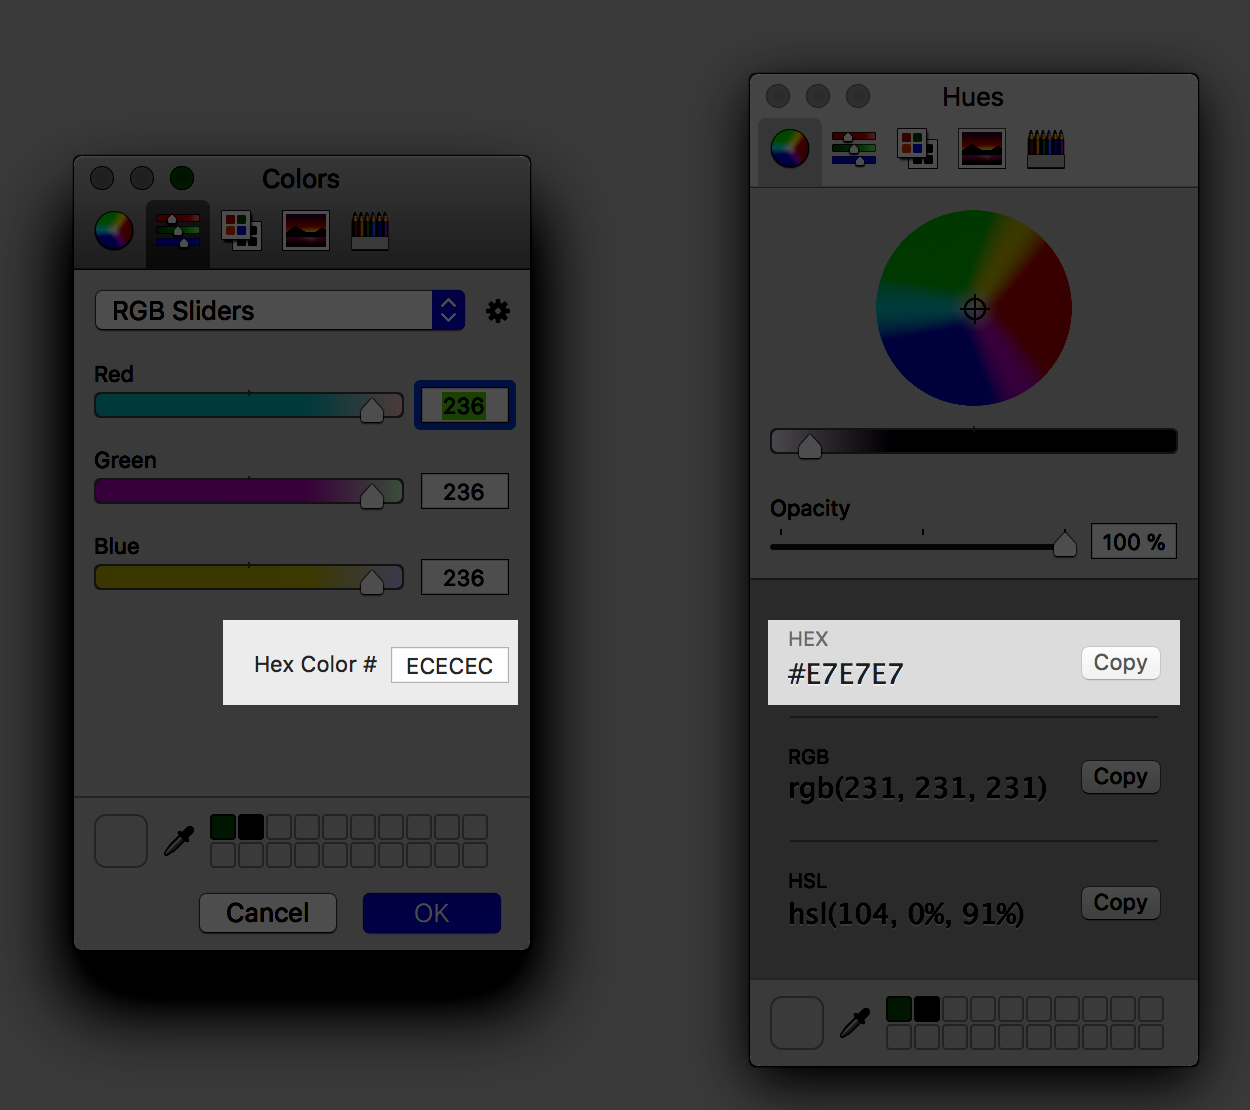 Colors
RGB Sliders
Red
236
Green
236
Blue
236
Hex Color # ECECEC
Cancel
OK
Hues
Opacity
100 %
HEX
#E7E7E7
Copy
RGB
rgb(231, 231, 231)
Copy
HSL
hsl(104, 0%, 91%)
Copy